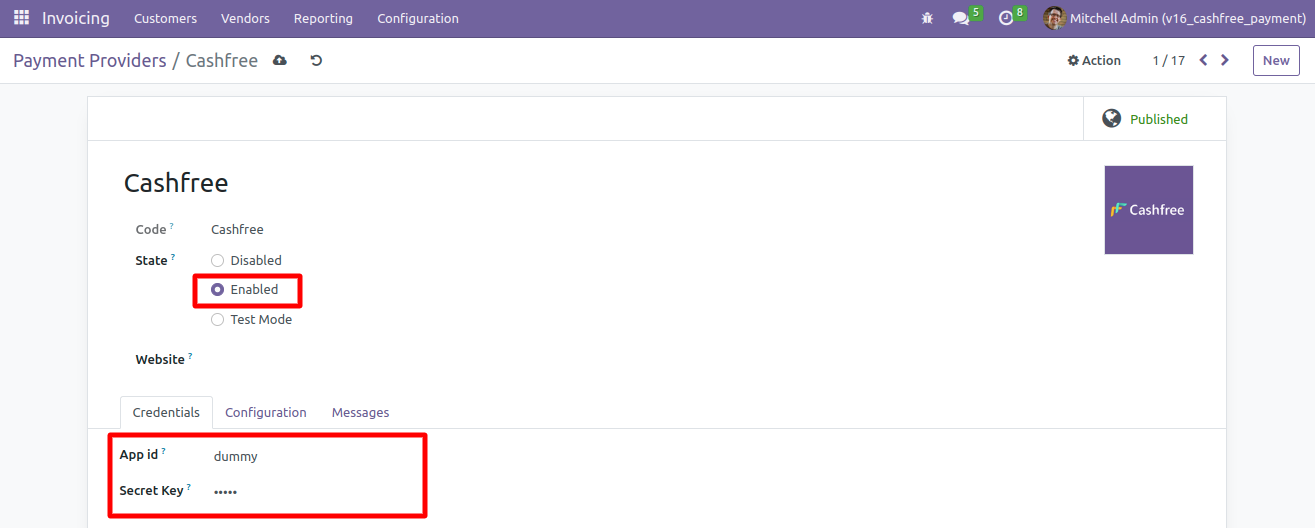 Invoicing Customers Vendors Reporting Configuration 5 8 Mitchell Admin (v16_cashfree_payment)
Payment Providers / Cashfree Action 1 / 17 New
Published
Cashfree
Cashfree
Code ? Cashfree
State ? Disabled
Enabled
Test Mode
Website ?
Credentials Configuration Messages
App id ? dummy
Secret Key ? •••••